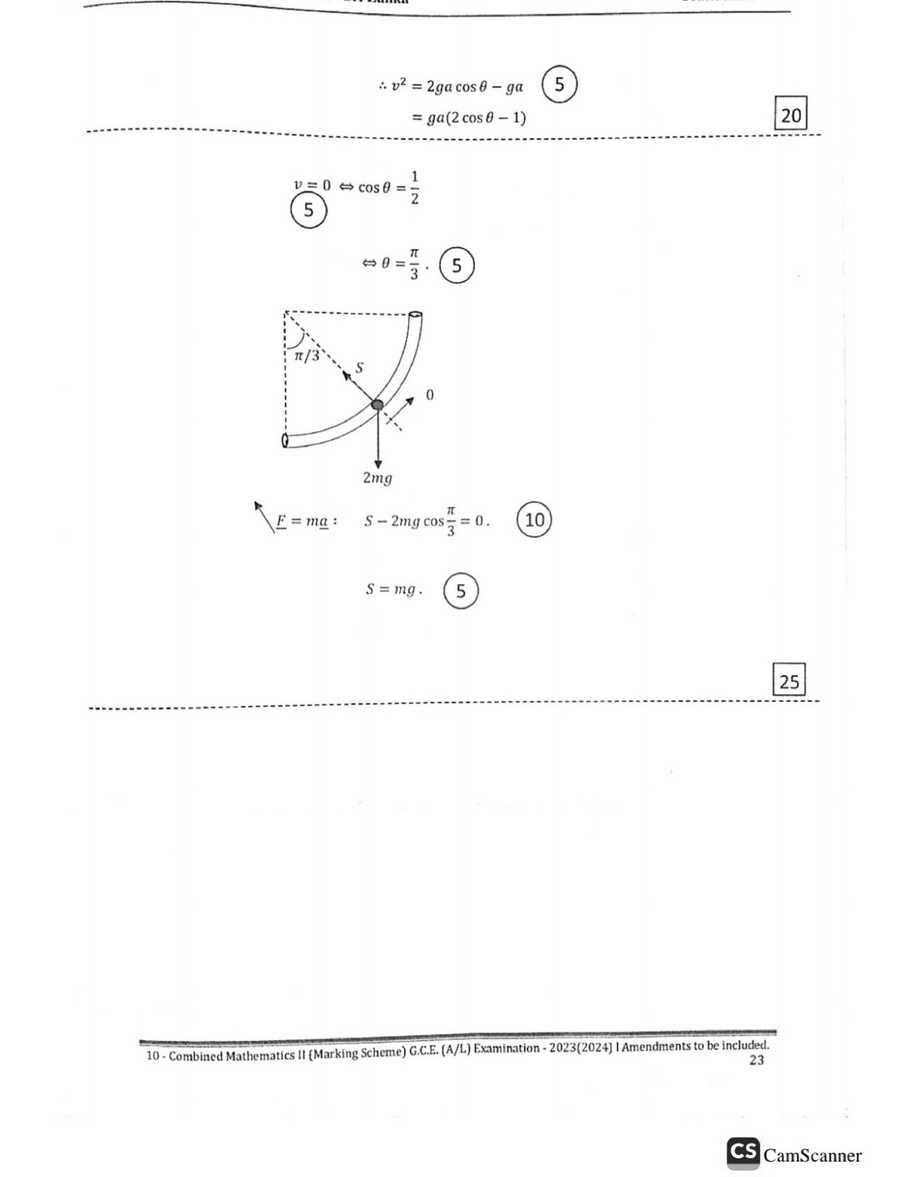 ∴ v² = 2ga cos θ − ga 5
= ga(2 cos θ − 1)
20
v = 0 ⇔ cos θ = 1/2
5
⇔ θ = π/3 . 5
π/3
S
0
2mg
F = ma : S − 2mg cos π/3 = 0 . 10
S = mg . 5
25
10 - Combined Mathematics II (Marking Scheme) G.C.E. (A/L) Examination - 2023(2024) I Amendments to be included.
23
CS CamScanner